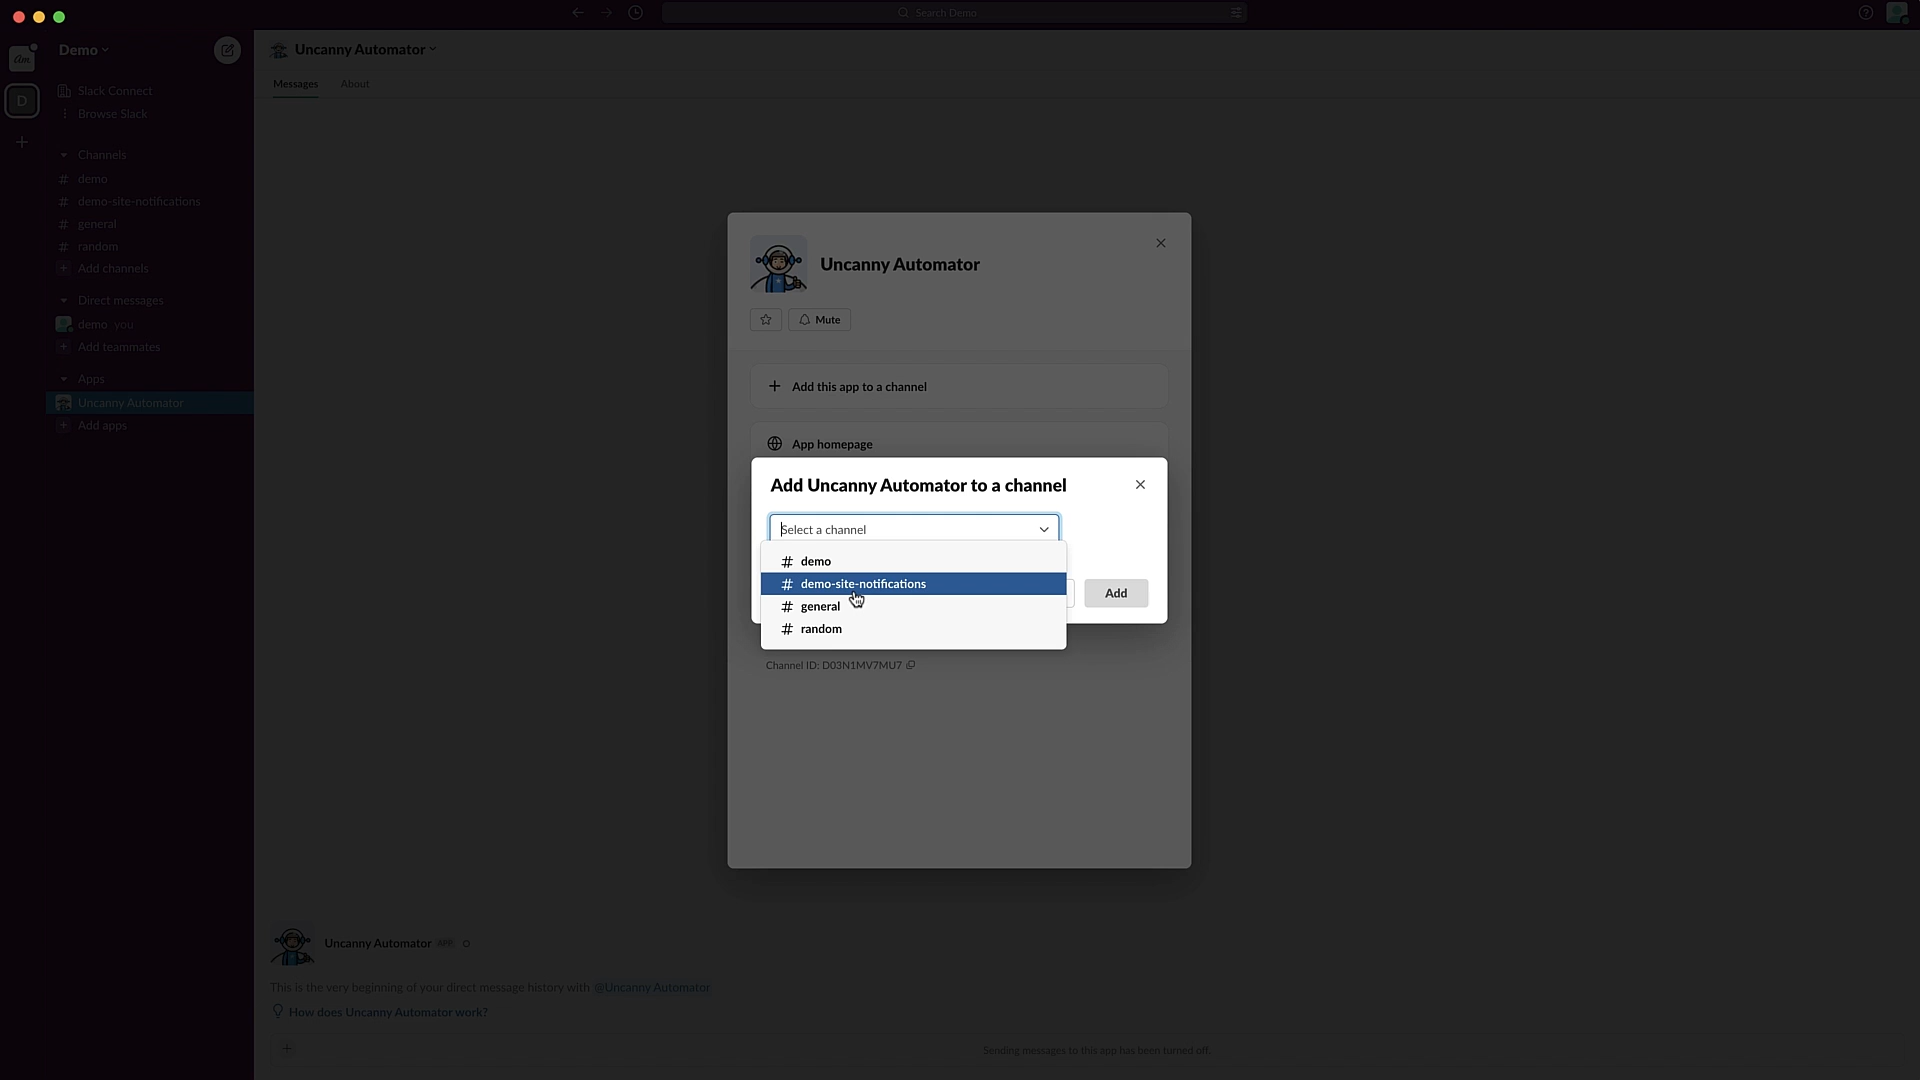 Search Demo
Am
D
Demo
Slack Connect
Browse Slack
Channels
# demo
# demo-site-notifications
# general
# random
+ Add channels
Direct messages
demo you
+ Add teammates
Apps
Uncanny Automator
+ Add apps
Uncanny Automator
Messages About
Uncanny Automator
Mute
+ Add this app to a channel
App homepage
Add Uncanny Automator to a channel
Select a channel
# demo
# demo-site-notifications
# general
# random
Add
Channel ID: D03N1MV7MU7
Uncanny Automator APP
This is the very beginning of your direct message history with @Uncanny Automator
How does Uncanny Automator work?
Sending messages to this app has been turned off.